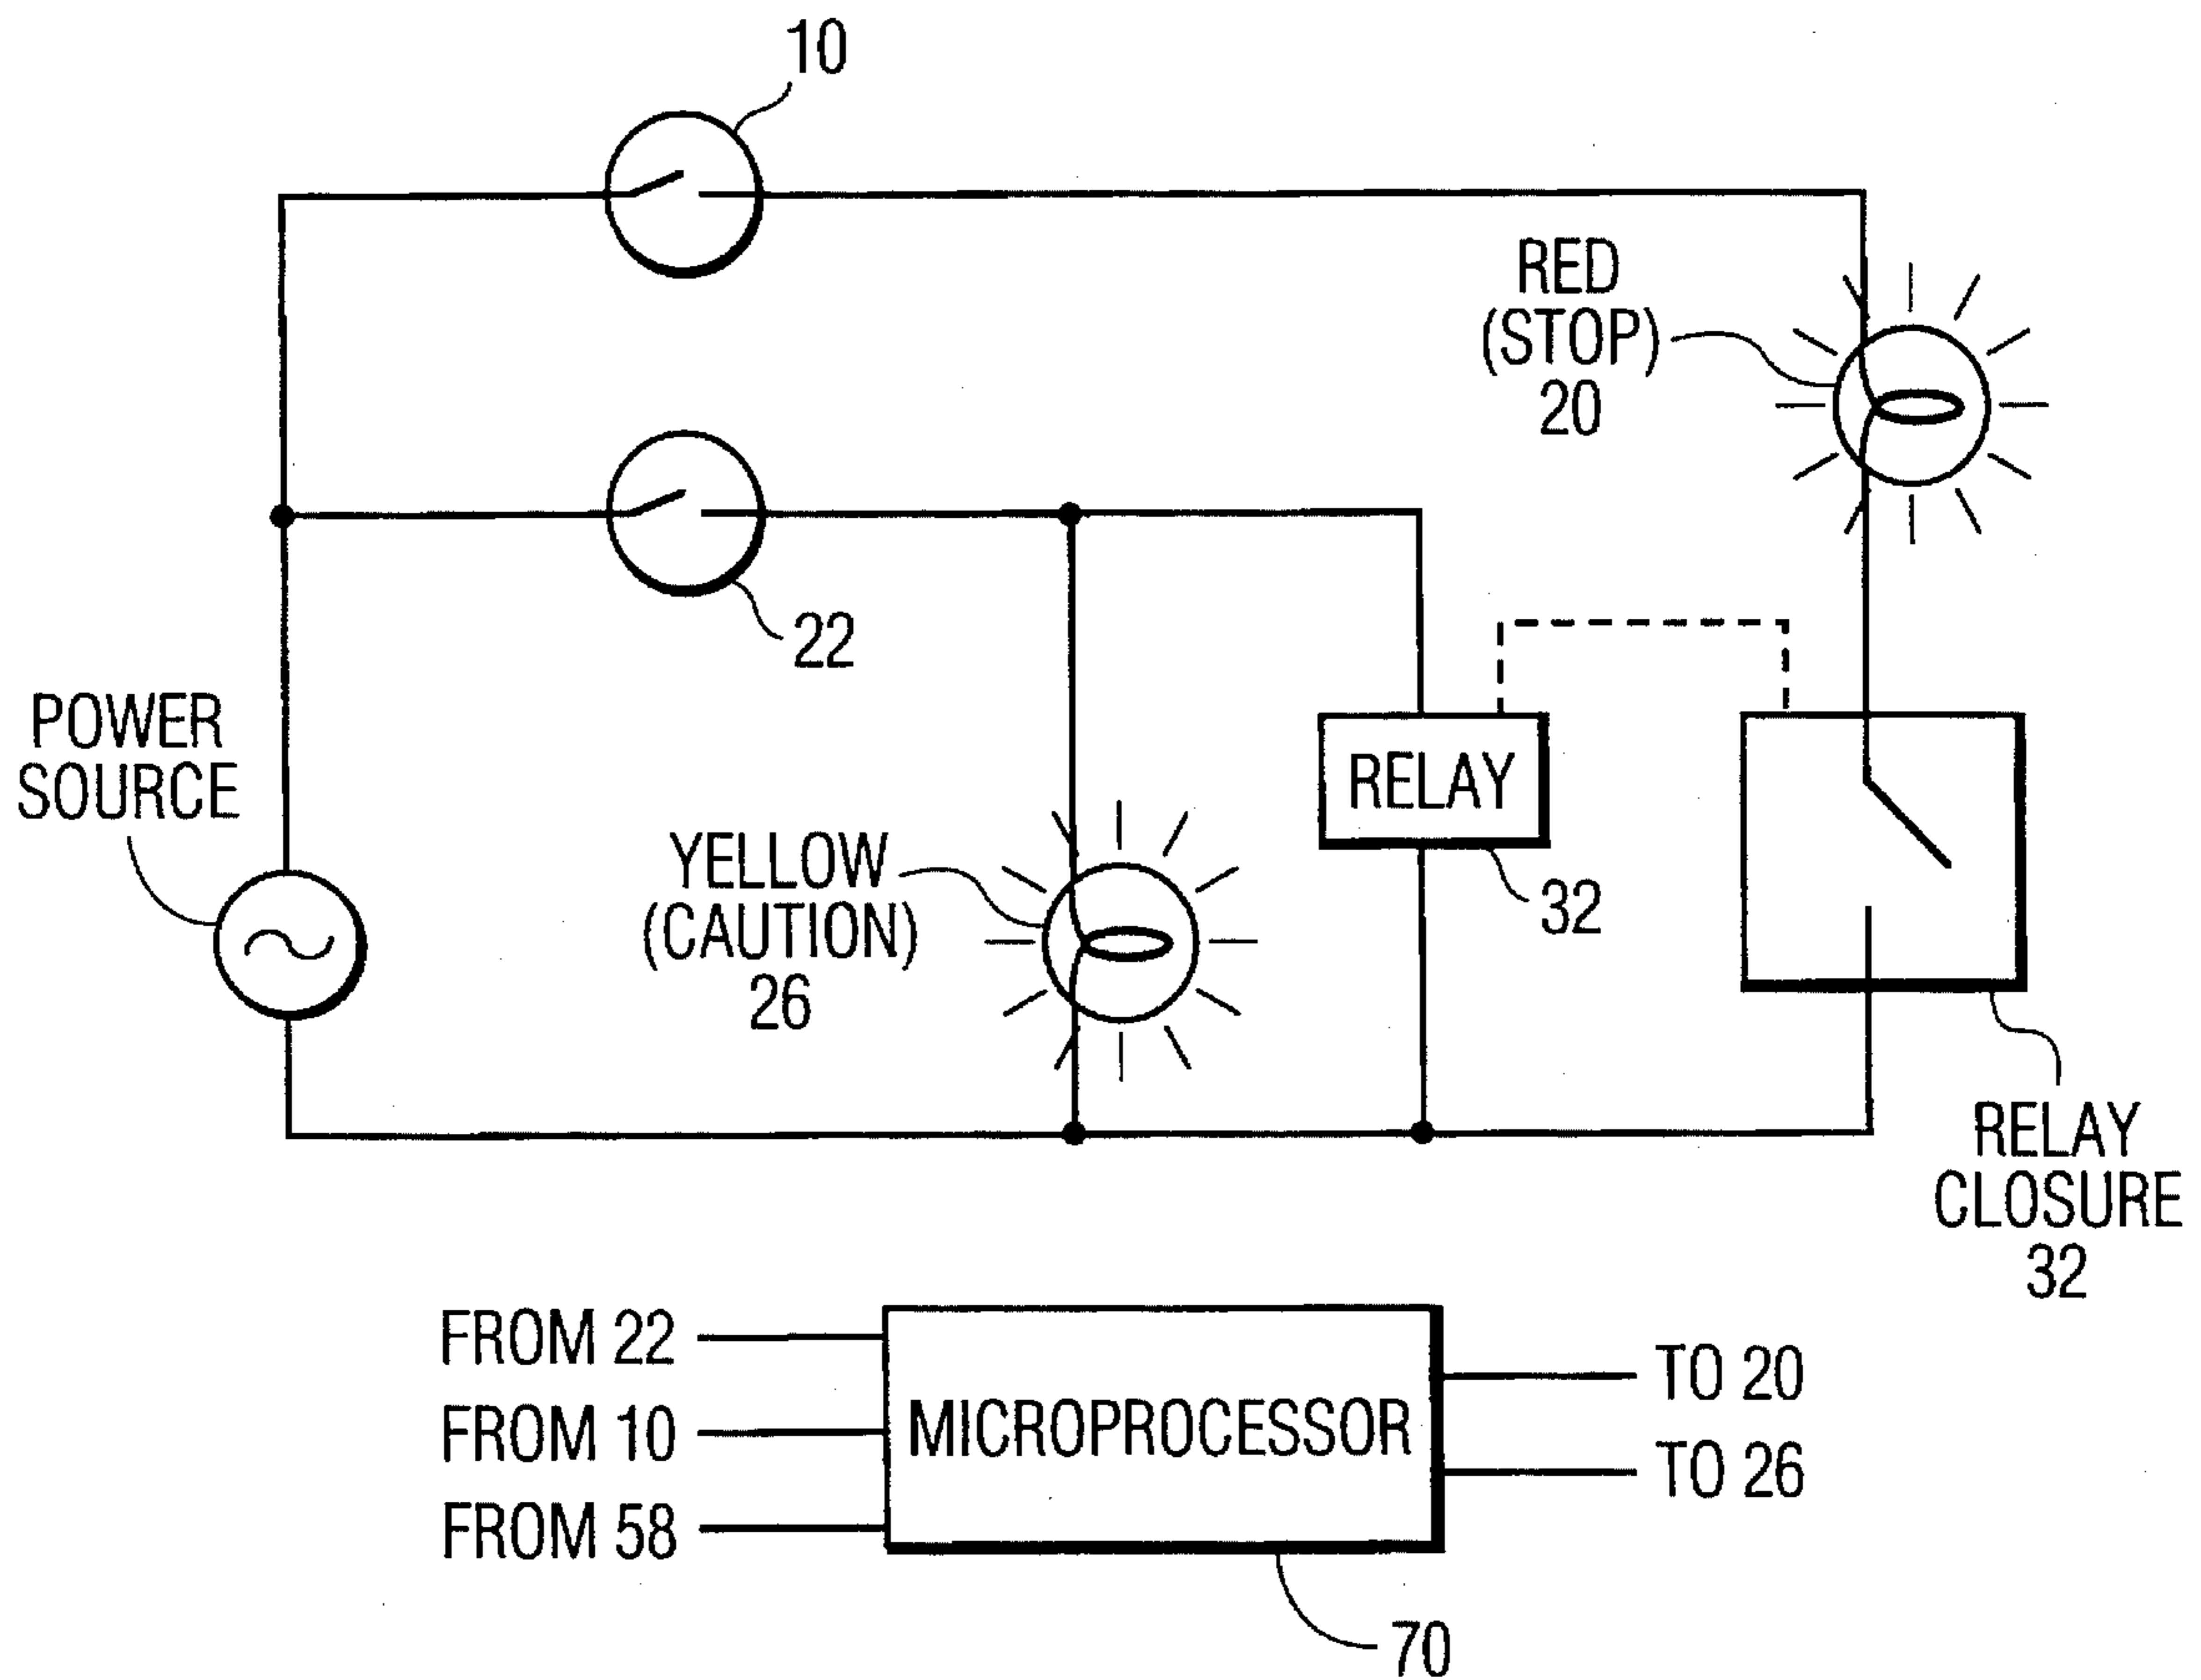 10
RED
(STOP)
20
22
POWER
SOURCE
YELLOW
(CAUTION)
26
RELAY
32
RELAY
CLOSURE
32
FROM 22
FROM 10
FROM 58
MICROPROCESSOR
TO 20
TO 26
70